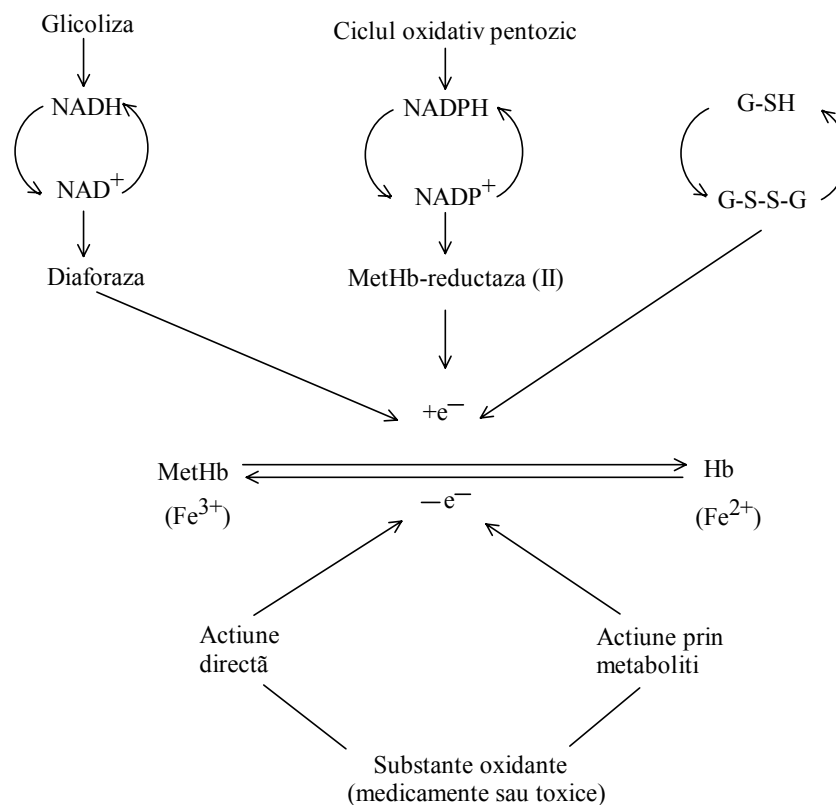 Glicoliza
Ciclul oxidativ pentozic
NADH
NADPH
G-SH
NAD+
NADP+
G-S-S-G
Diaforaza
MetHb-reductaza (II)
+e−
MetHb
Hb
(Fe3+)
−e−
(Fe2+)
Actiune
directã
Actiune prin
metaboliti
Substante oxidante
(medicamente sau toxice)